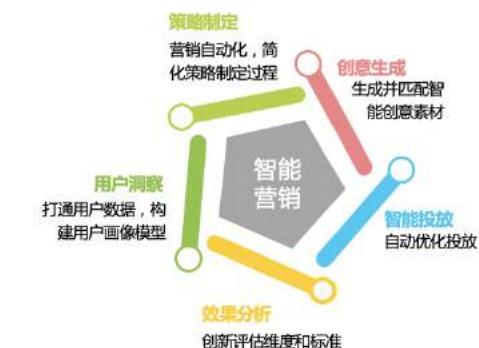 策略制定
营销自动化，简
化策略制定过程
创意生成
生成并匹配智
能创意素材
智能
营销
用户洞察
打通用户数据，构
建用户画像模型
智能投放
自动优化投放
效果分析
创新评估维度和标准